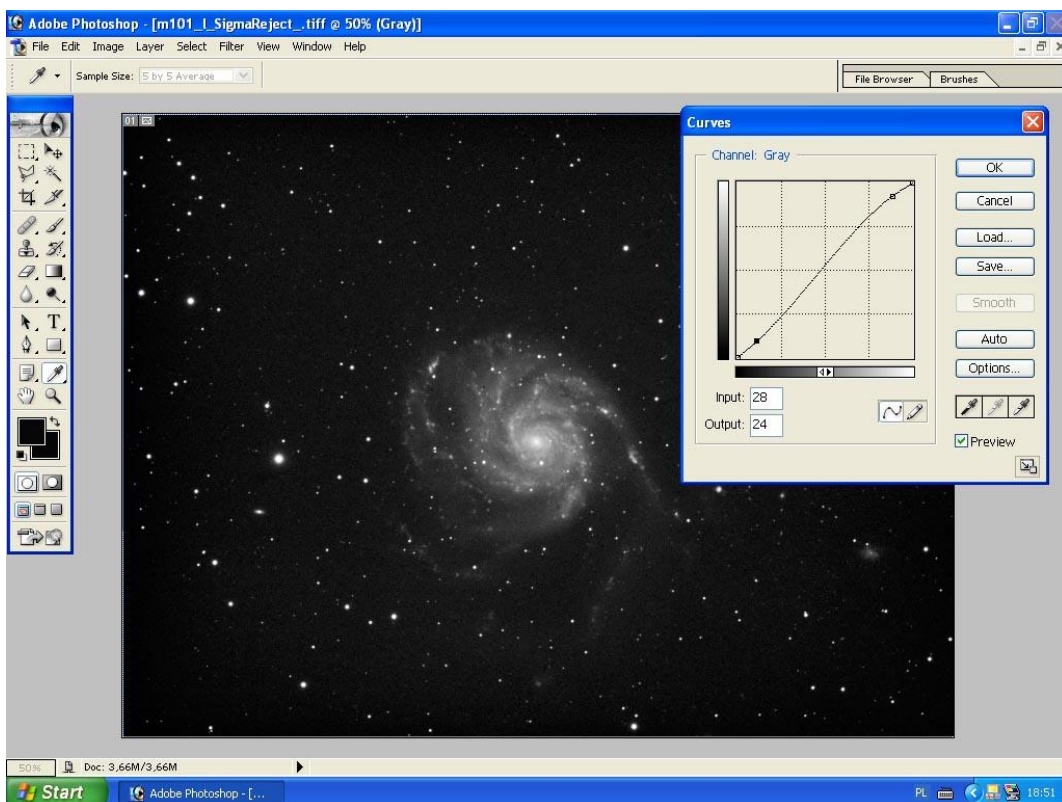 Adobe Photoshop - [m101_l_SigmaReject_.tiff @ 50% (Gray)]
File Edit Image Layer Select Filter View Window Help
Sample Size: 5 by 5 Average
File Browser Brushes
01
Curves
Channel: Gray
OK
Cancel
Load...
Save...
Smooth
Auto
Options...
Input: 28
Output: 24
Preview
T
50% Doc: 3,66M/3,66M
Start Adobe Photoshop - [... PL 18:51